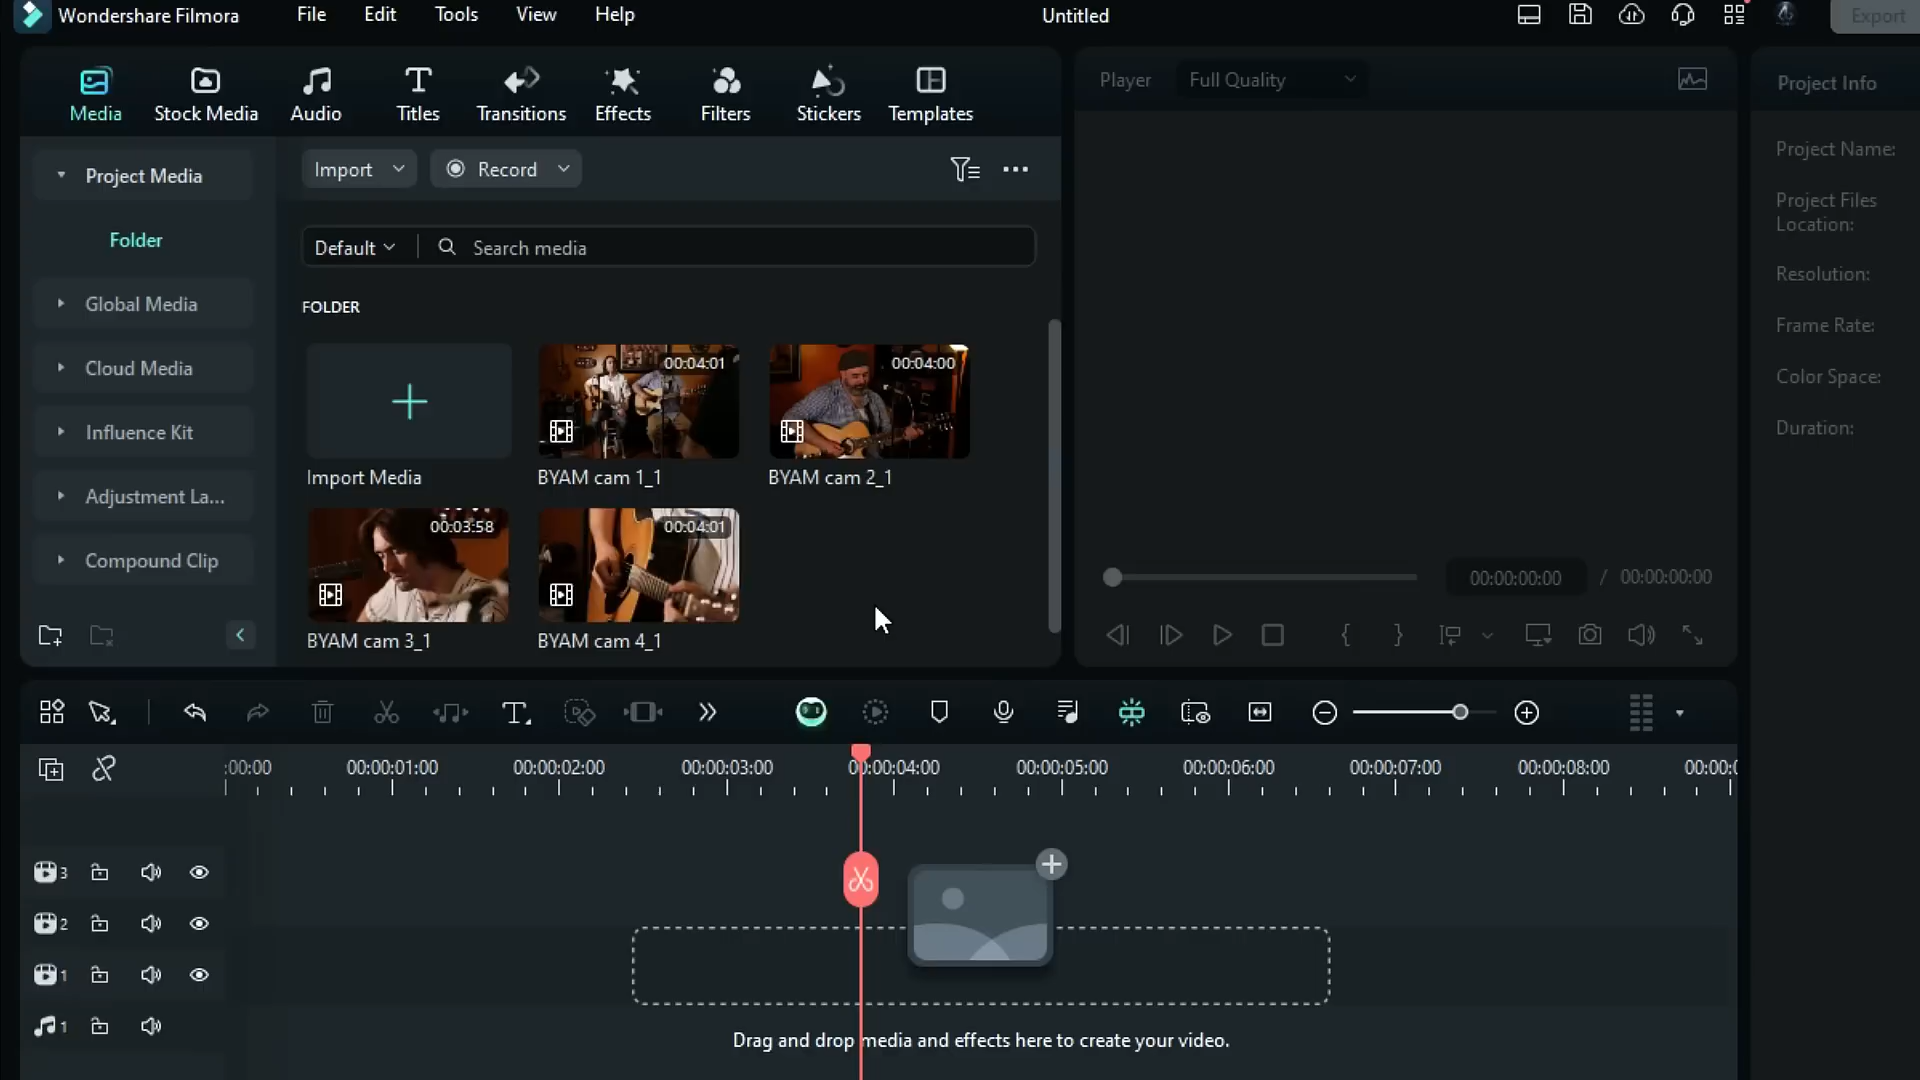 Wondershare Filmora File Edit Tools View Help Untitled Export
Media Stock Media Audio Titles Transitions Effects Filters Stickers Templates
Player Full Quality
Project Info
Project Name:
Project Files
Location:
Resolution:
Frame Rate:
Color Space:
Duration:
Project Media
Folder
Global Media
Cloud Media
Influence Kit
Adjustment La...
Compound Clip
Import Record
Default Search media
FOLDER
Import Media
00:04:01
BYAM cam 1_1
00:04:00
BYAM cam 2_1
00:03:58
BYAM cam 3_1
00:04:01
BYAM cam 4_1
00:00:00:00 / 00:00:00:00
:00:00 00:00:01:00 00:00:02:00 00:00:03:00 00:00:04:00 00:00:05:00 00:00:06:00 00:00:07:00 00:00:08:00 00:00:0
3
2
1
1
Drag and drop media and effects here to create your video.